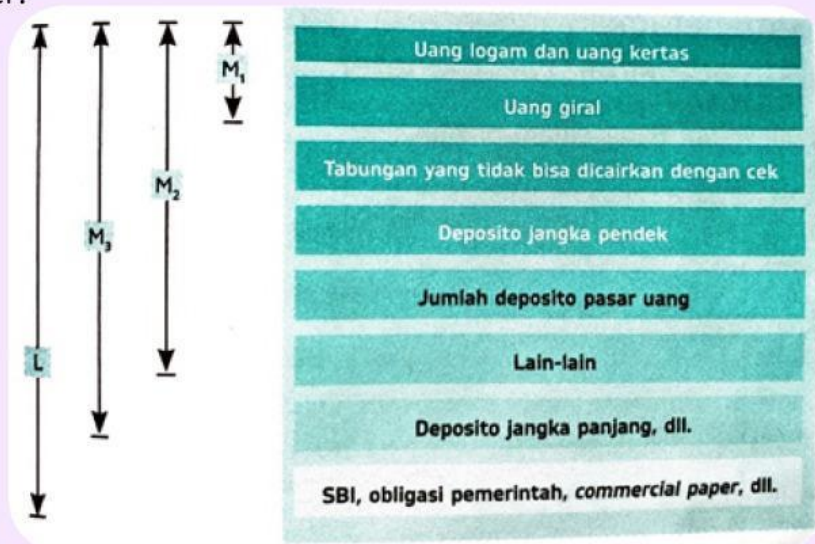 M₁
M₂
M₃
L
Uang logam dan uang kertas
Uang giral
Tabungan yang tidak bisa dicairkan dengan cek
Deposito jangka pendek
Jumlah deposito pasar uang
Lain-lain
Deposito jangka panjang, dll.
SBI, obligasi pemerintah, commercial paper, dll.